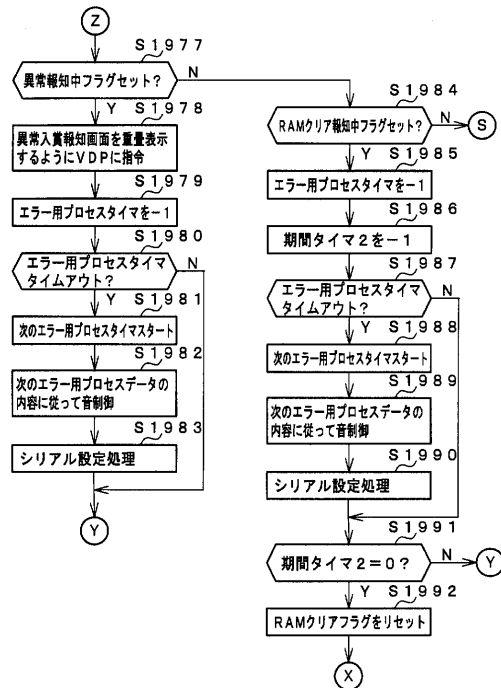 Z
S1977
異常報知中フラグセット?
N
Y
S1978
異常入賞報知画面を重畳表示
するようにVDPに指令
S1979
エラー用プロセスタイマを-1
S1980
エラー用プロセスタイマ
タイムアウト?
N
Y
S1981
次のエラー用プロセスタイマスタート
S1982
次のエラー用プロセスデータの
内容に従って音制御
S1983
シリアル設定処理
Y
S1984
RAMクリア報知中フラグセット?
N
S
Y
S1985
エラー用プロセスタイマを-1
S1986
期間タイマ2を-1
S1987
エラー用プロセスタイマ
タイムアウト?
N
Y
S1988
次のエラー用プロセスタイマスタート
S1989
次のエラー用プロセスデータの
内容に従って音制御
S1990
シリアル設定処理
S1991
期間タイマ2=0?
N
Y
Y
S1992
RAMクリアフラグをリセット
X